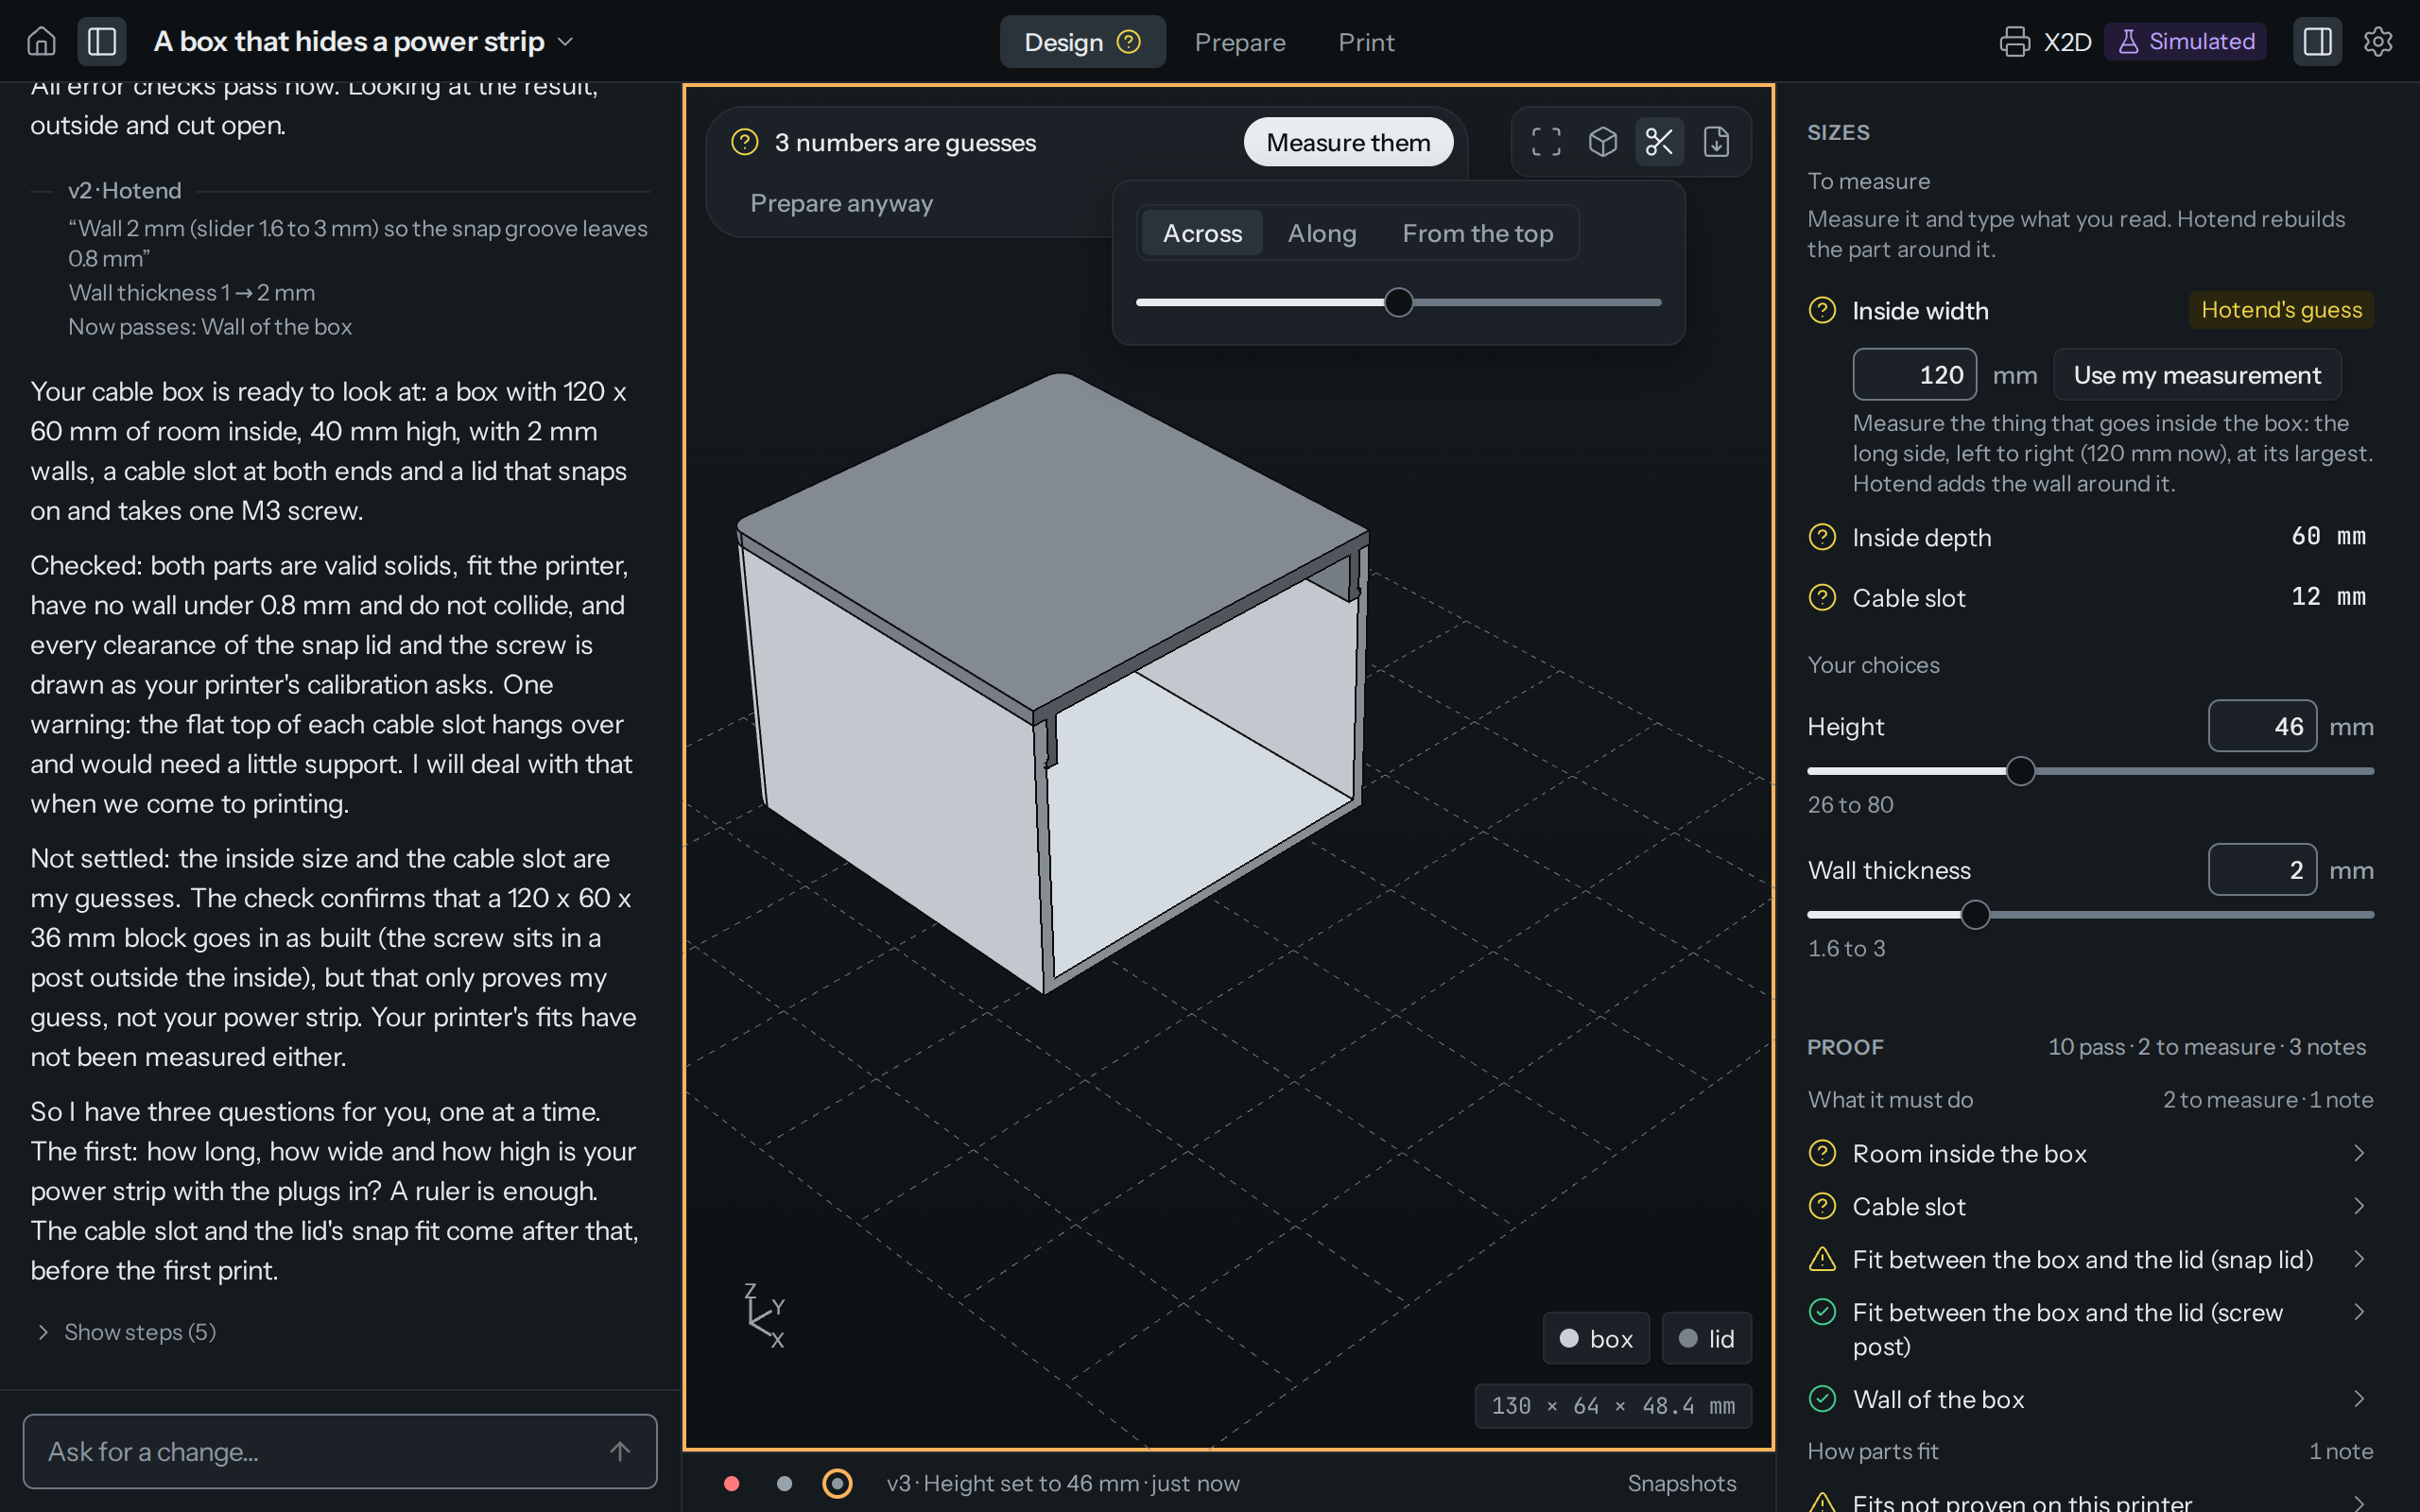 A box that hides a power strip
Design
Prepare
Print
X2D
Simulated
All error checks pass now. Looking at the result,
outside and cut open.
v2 · Hotend
“Wall 2 mm (slider 1.6 to 3 mm) so the snap groove leaves
0.8 mm”
Wall thickness 1 → 2 mm
Now passes: Wall of the box
Your cable box is ready to look at: a box with 120 x
60 mm of room inside, 40 mm high, with 2 mm
walls, a cable slot at both ends and a lid that snaps
on and takes one M3 screw.
Checked: both parts are valid solids, fit the printer,
have no wall under 0.8 mm and do not collide, and
every clearance of the snap lid and the screw is
drawn as your printer's calibration asks. One
warning: the flat top of each cable slot hangs over
and would need a little support. I will deal with that
when we come to printing.
Not settled: the inside size and the cable slot are
my guesses. The check confirms that a 120 x 60 x
36 mm block goes in as built (the screw sits in a
post outside the inside), but that only proves my
guess, not your power strip. Your printer's fits have
not been measured either.
So I have three questions for you, one at a time.
The first: how long, how wide and how high is your
power strip with the plugs in? A ruler is enough.
The cable slot and the lid's snap fit come after that,
before the first print.
Show steps (5)
Ask for a change...
3 numbers are guesses
Measure them
Prepare anyway
Across
Along
From the top
Z
Y
X
box
lid
130 × 64 × 48.4 mm
v3 · Height set to 46 mm · just now
Snapshots
SIZES
To measure
Measure it and type what you read. Hotend rebuilds
the part around it.
Inside width
Hotend's guess
120 mm
Use my measurement
Measure the thing that goes inside the box: the
long side, left to right (120 mm now), at its largest.
Hotend adds the wall around it.
Inside depth
60 mm
Cable slot
12 mm
Your choices
Height
46 mm
26 to 80
Wall thickness
2 mm
1.6 to 3
PROOF
10 pass · 2 to measure · 3 notes
What it must do
2 to measure · 1 note
Room inside the box
Cable slot
Fit between the box and the lid (snap lid)
Fit between the box and the lid (screw
post)
Wall of the box
How parts fit
1 note
Fits not proven on this printer